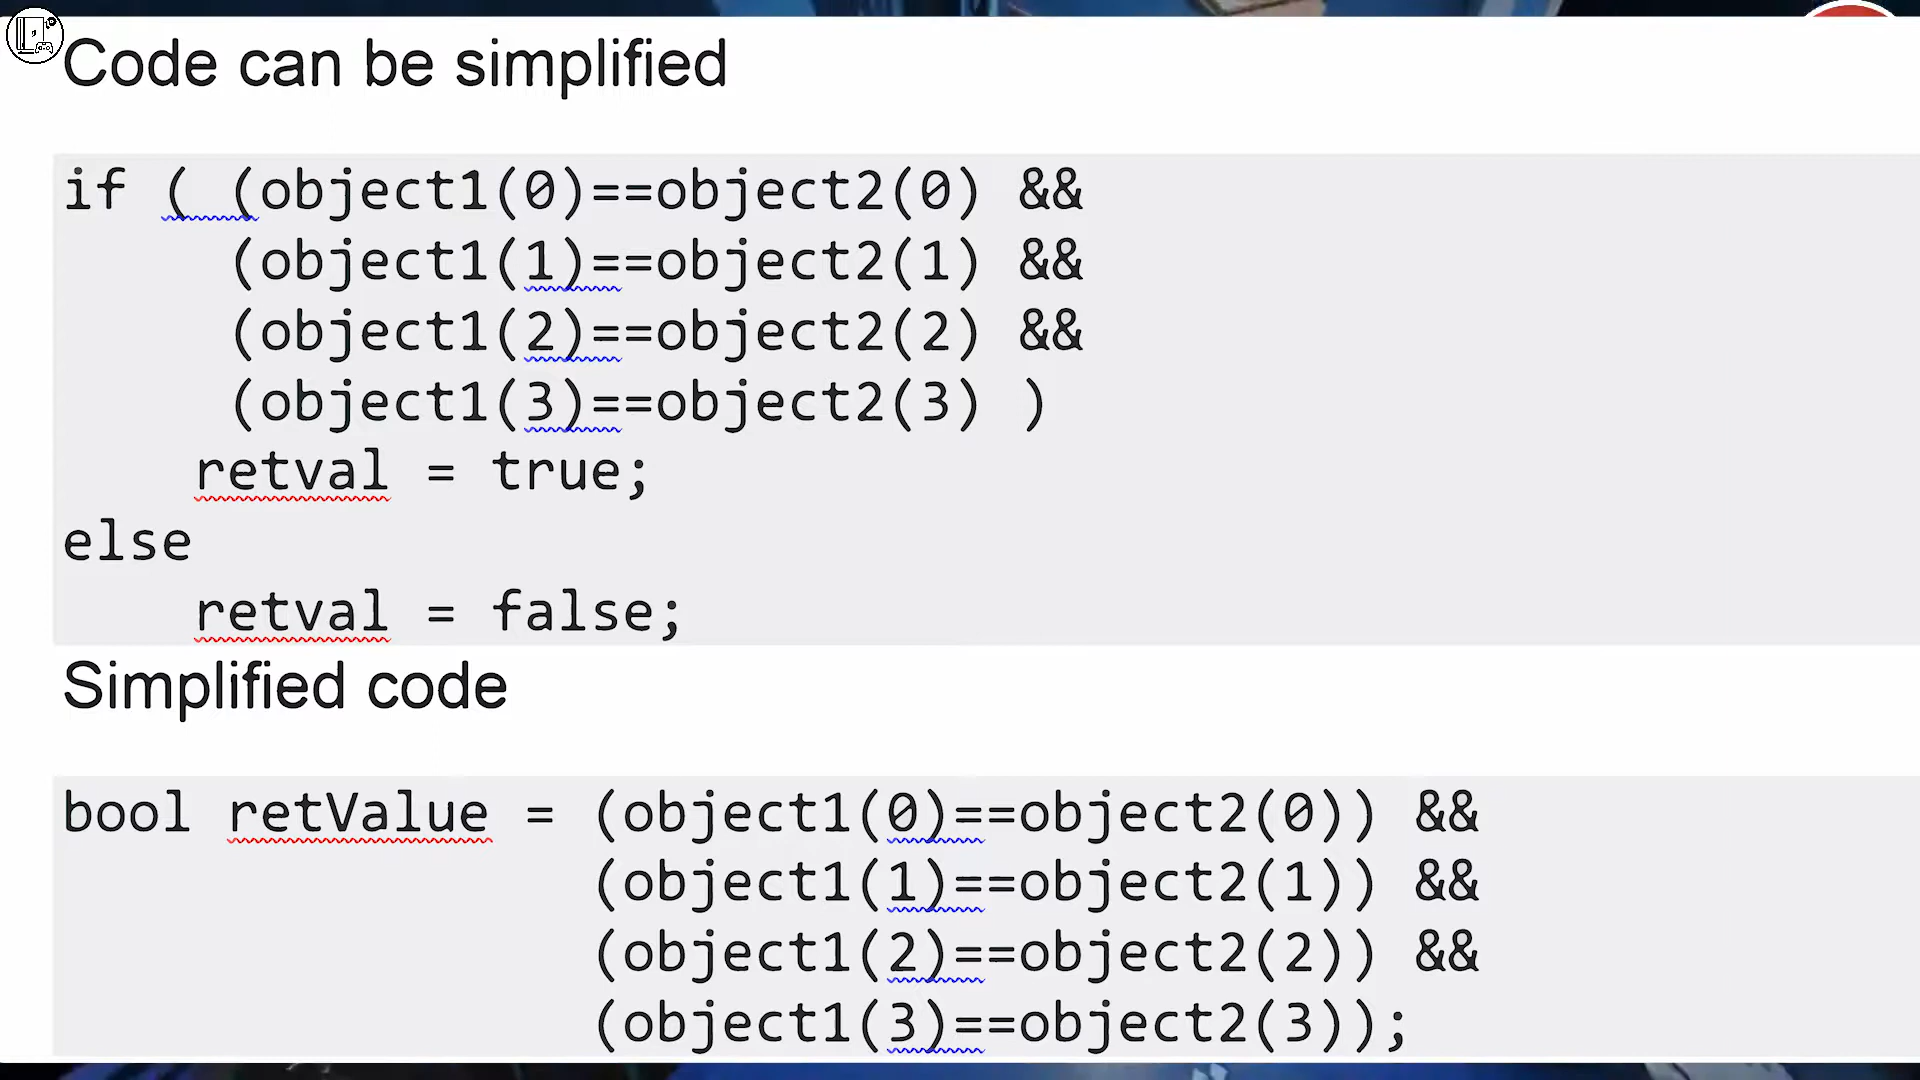 Code can be simplified
if ( (object1(0)==object2(0) &&
(object1(1)==object2(1) &&
(object1(2)==object2(2) &&
(object1(3)==object2(3) )
retval = true;
else
retval = false;
Simplified code
bool retValue = (object1(0)==object2(0)) &&
(object1(1)==object2(1)) &&
(object1(2)==object2(2)) &&
(object1(3)==object2(3));